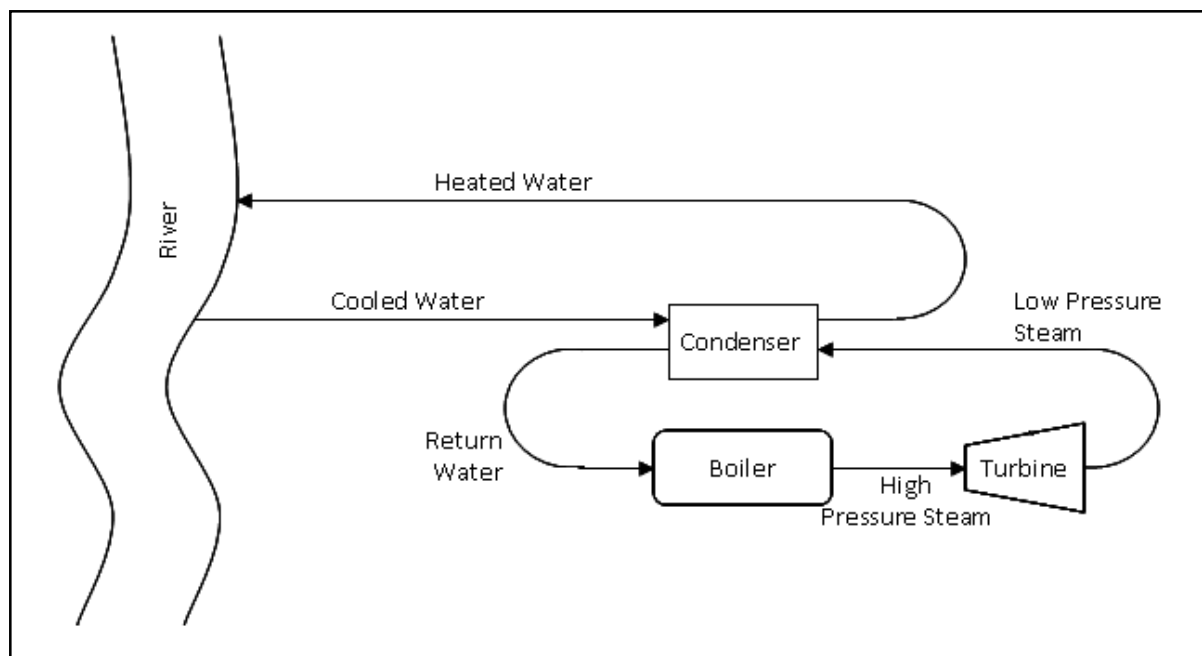 Heated Water
River
Cooled Water
Low Pressure
Steam
Condenser
Return
Water
Boiler
Turbine
High
Pressure Steam